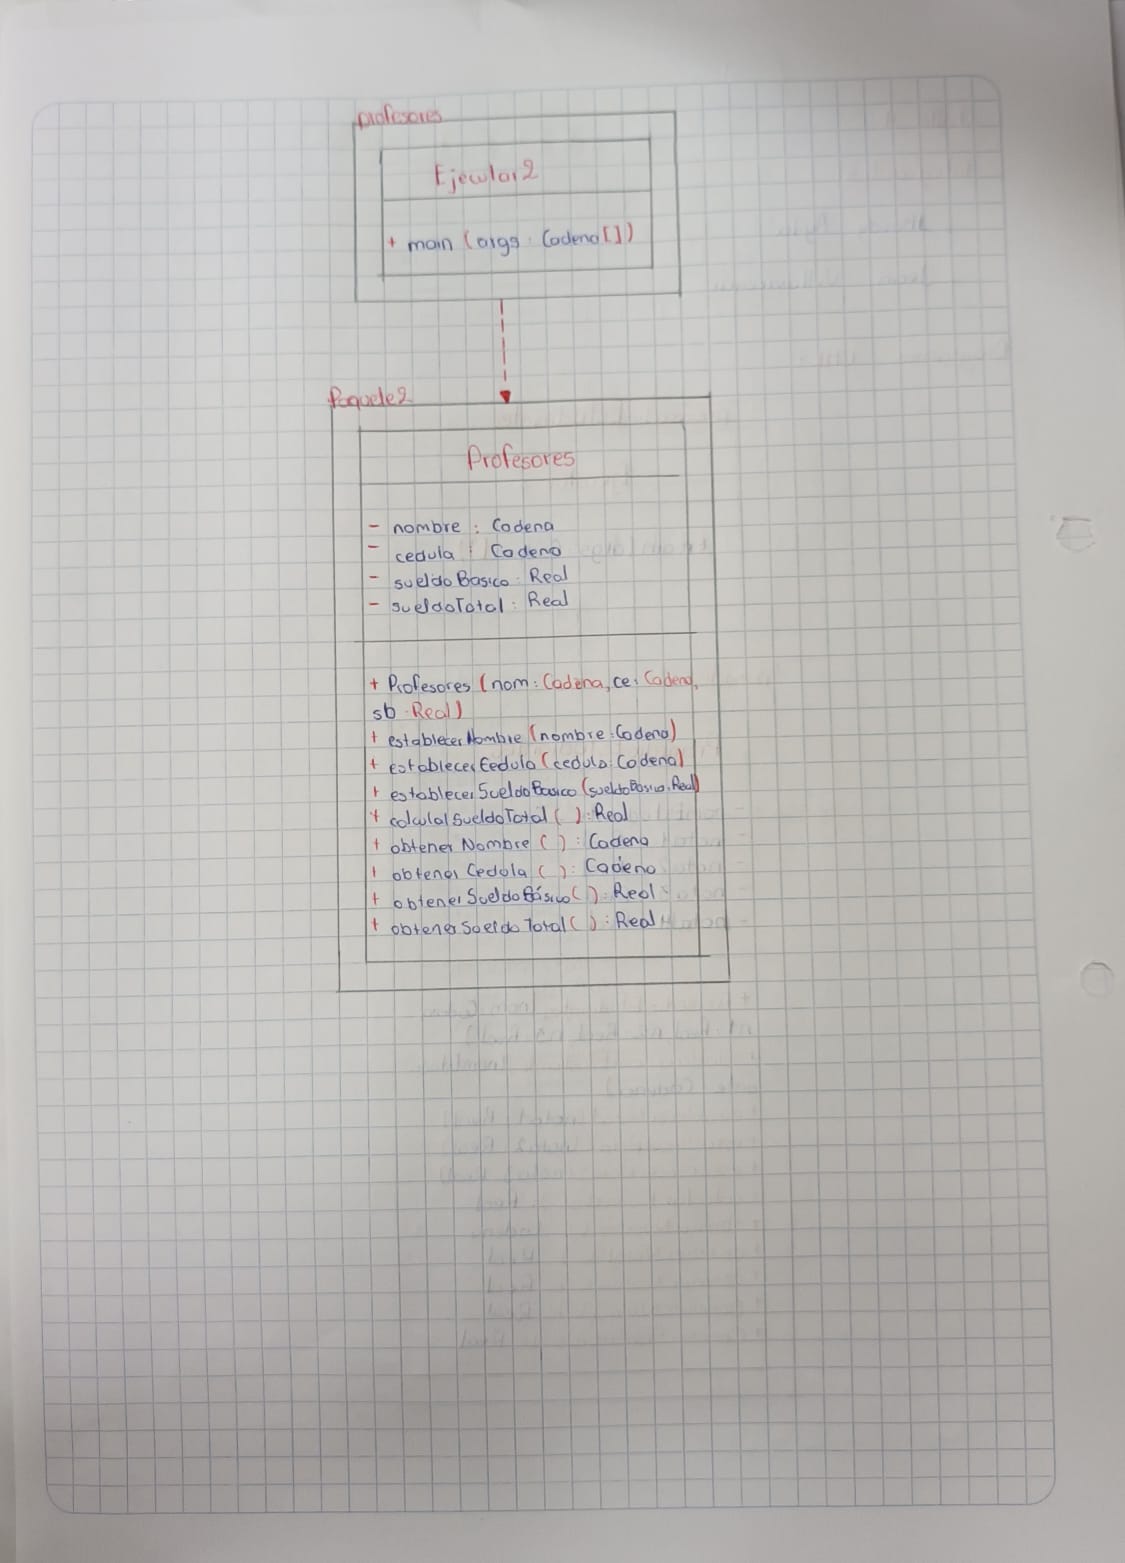 profesores
Ejecutar2
+ main (args : Cadena [ ])
Paquete2
Profesores
- nombre : Cadena
- cedula : Cadena
- sueldoBasico : Real
- sueldoTotal : Real
+ Profesores (nom : Cadena, ce : Cadena,
sb : Real)
+ establecerNombre (nombre : Cadena)
+ establecerCedula (cedula : Cadena)
+ establecerSueldoBasico (sueldoBasico : Real)
+ calcularSueldoTotal ( ) : Real
+ obtenerNombre ( ) : Cadena
+ obtenerCedula ( ) : Cadena
+ obtenerSueldoBásico ( ) : Real
+ obtenerSueldoTotal ( ) : Real